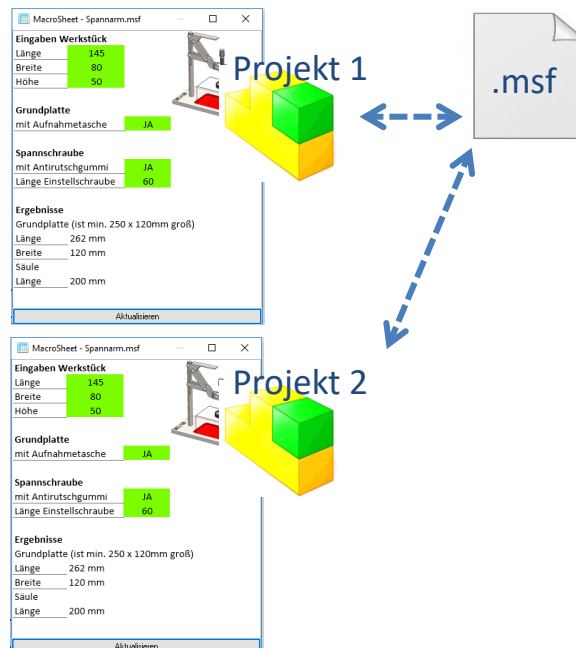 MacroSheet - Spannarm.msf
Eingaben Werkstück
Länge 145
Breite 80
Höhe 50
Projekt 1
.msf
Grundplatte
mit Aufnahmetasche JA
Spannschraube
mit Antirutschgummi JA
Länge Einstellschraube 60
Ergebnisse
Grundplatte (ist min. 250 x 120mm groß)
Länge 262 mm
Breite 120 mm
Säule
Länge 200 mm
Aktualisieren
MacroSheet - Spannarm.msf
Eingaben Werkstück
Länge 145
Breite 80
Höhe 50
Projekt 2
Grundplatte
mit Aufnahmetasche JA
Spannschraube
mit Antirutschgummi JA
Länge Einstellschraube 60
Ergebnisse
Grundplatte (ist min. 250 x 120mm groß)
Länge 262 mm
Breite 120 mm
Säule
Länge 200 mm
Aktualisieren